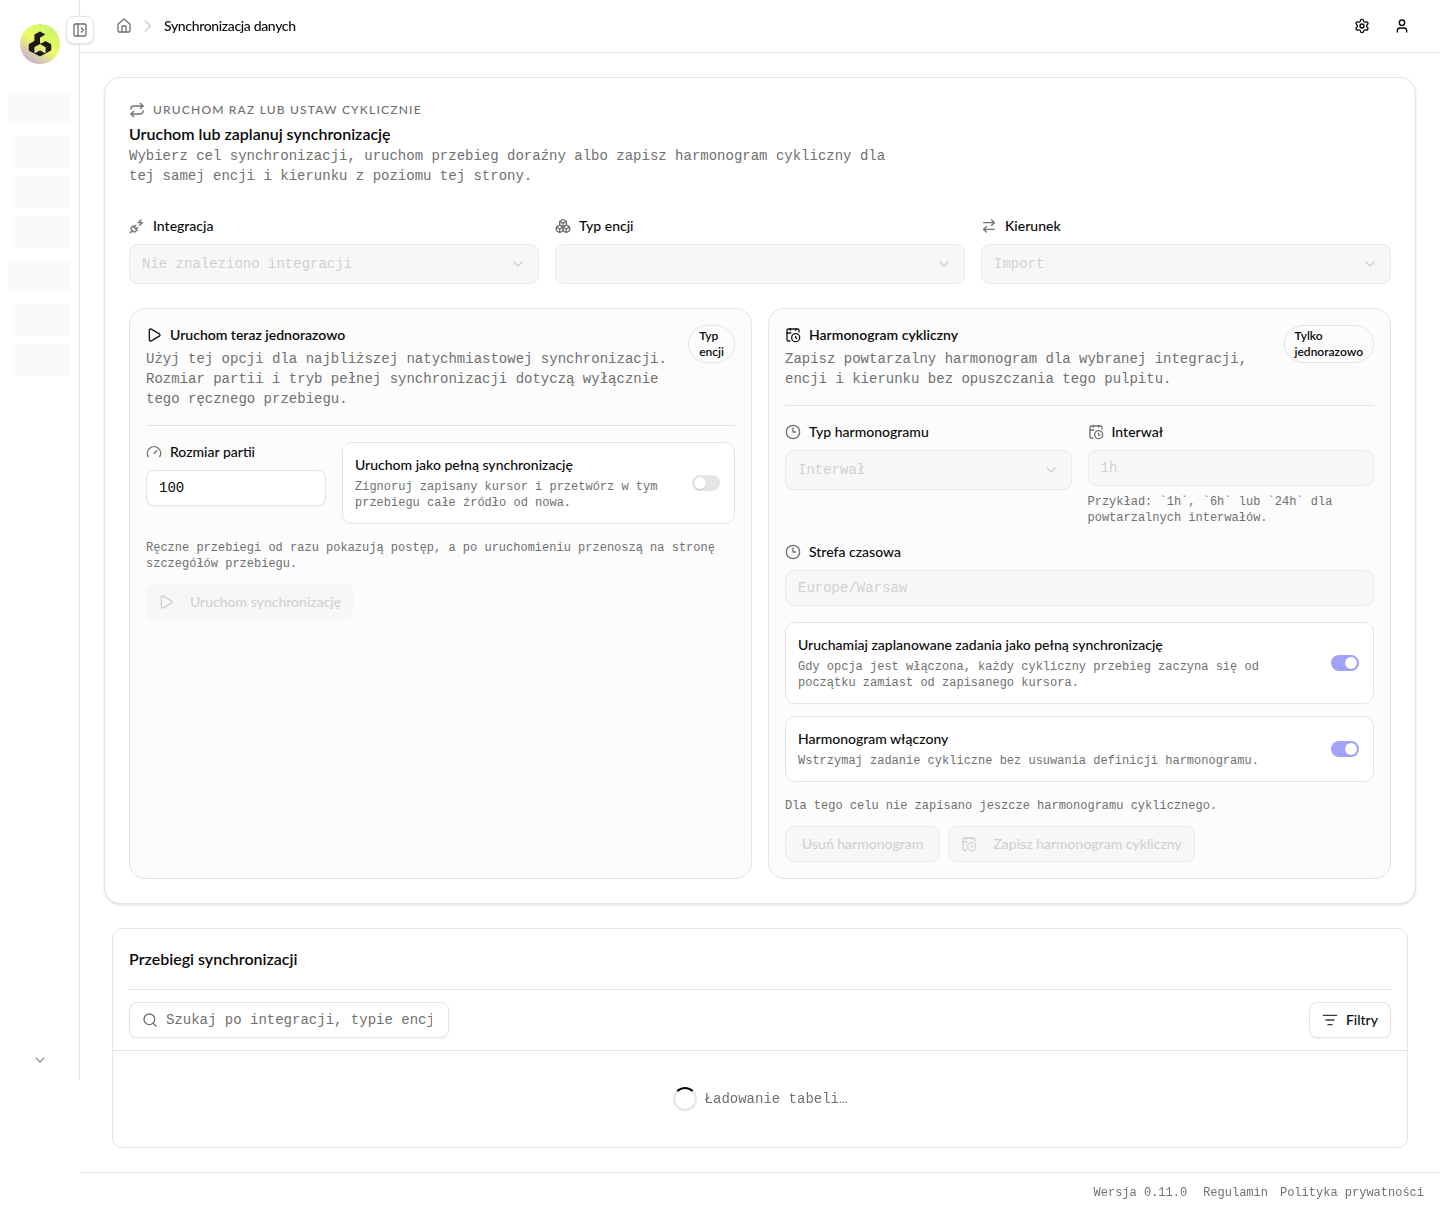 Synchronizacja danych
URUCHOM RAZ LUB USTAW CYKLICZNIE
Uruchom lub zaplanuj synchronizację
Wybierz cel synchronizacji, uruchom przebieg doraźny albo zapisz harmonogram cykliczny dla
tej samej encji i kierunku z poziomu tej strony.
Integracja
Typ encji
Kierunek
Nie znaleziono integracji
Import
Uruchom teraz jednorazowo
Typ
encji
Użyj tej opcji dla najbliższej natychmiastowej synchronizacji.
Rozmiar partii i tryb pełnej synchronizacji dotyczą wyłącznie
tego ręcznego przebiegu.
Rozmiar partii
100
Uruchom jako pełną synchronizację
Zignoruj zapisany kursor i przetwórz w tym
przebiegu całe źródło od nowa.
Ręczne przebiegi od razu pokazują postęp, a po uruchomieniu przenoszą na stronę
szczegółów przebiegu.
Uruchom synchronizację
Harmonogram cykliczny
Tylko
jednorazowo
Zapisz powtarzalny harmonogram dla wybranej integracji,
encji i kierunku bez opuszczania tego pulpitu.
Typ harmonogramu
Interwał
Interwał
1h
Przykład: `1h`, `6h` lub `24h` dla
powtarzalnych interwałów.
Strefa czasowa
Europe/Warsaw
Uruchamiaj zaplanowane zadania jako pełną synchronizację
Gdy opcja jest włączona, każdy cykliczny przebieg zaczyna się od
początku zamiast od zapisanego kursora.
Harmonogram włączony
Wstrzymaj zadanie cykliczne bez usuwania definicji harmonogramu.
Dla tego celu nie zapisano jeszcze harmonogramu cyklicznego.
Usuń harmonogram
Zapisz harmonogram cykliczny
Przebiegi synchronizacji
Szukaj po integracji, typie encj
Filtry
Ładowanie tabeli…
Wersja 0.11.0
Regulamin
Polityka prywatności